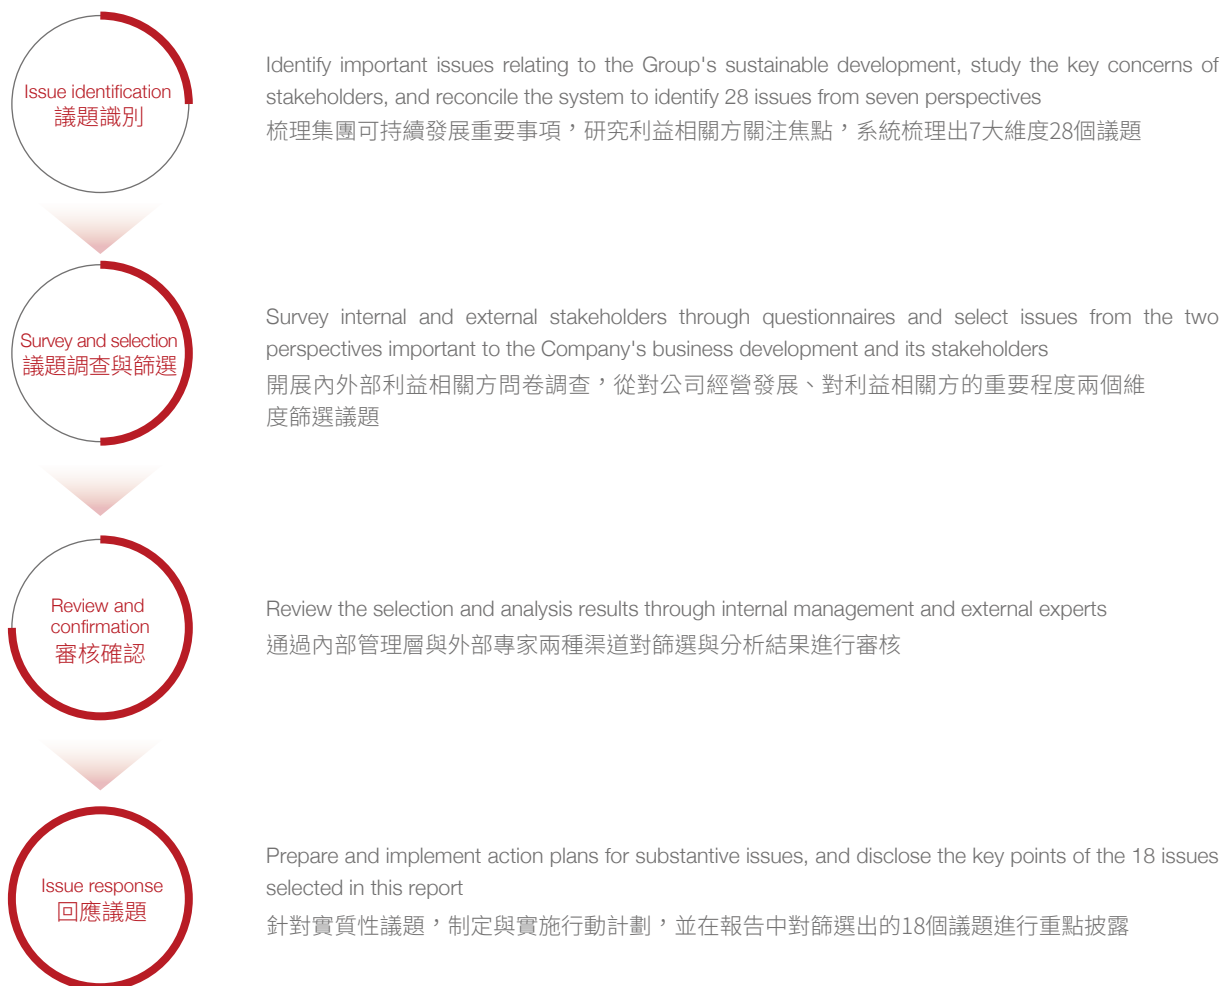 Issue identification
議題識別
Identify important issues relating to the Group's sustainable development, study the key concerns of
stakeholders, and reconcile the system to identify 28 issues from seven perspectives
梳理集團可持續發展重要事項，研究利益相關方關注焦點，系統梳理出7大維度28個議題
Survey and selection
議題調查與篩選
Survey internal and external stakeholders through questionnaires and select issues from the two
perspectives important to the Company's business development and its stakeholders
開展內外部利益相關方問卷調查，從對公司經營發展、對利益相關方的重要程度兩個維
度篩選議題
Review and
confirmation
審核確認
Review the selection and analysis results through internal management and external experts
通過內部管理層與外部專家兩種渠道對篩選與分析結果進行審核
Issue response
回應議題
Prepare and implement action plans for substantive issues, and disclose the key points of the 18 issues
selected in this report
針對實質性議題，制定與實施行動計劃，並在報告中對篩選出的18個議題進行重點披露